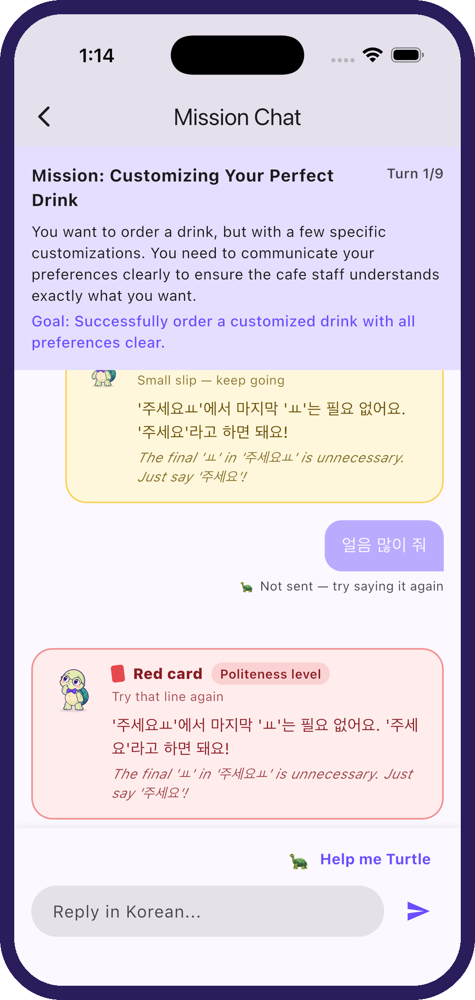 1:14
Mission Chat
Mission: Customizing Your Perfect
Drink
Turn 1/9
You want to order a drink, but with a few specific
customizations. You need to communicate your
preferences clearly to ensure the cafe staff understands
exactly what you want.
Goal: Successfully order a customized drink with all
preferences clear.
Small slip — keep going
'주세요ㅛ'에서 마지막 'ㅛ'는 필요 없어요.
'주세요'라고 하면 돼요!
The final 'ㅛ' in '주세요ㅛ' is unnecessary.
Just say '주세요'!
얼음 많이 줘
Not sent — try saying it again
Red card
Politeness level
Try that line again
'주세요ㅛ'에서 마지막 'ㅛ'는 필요 없어요. '주세
요'라고 하면 돼요!
The final 'ㅛ' in '주세요ㅛ' is unnecessary. Just
say '주세요'!
Help me Turtle
Reply in Korean...